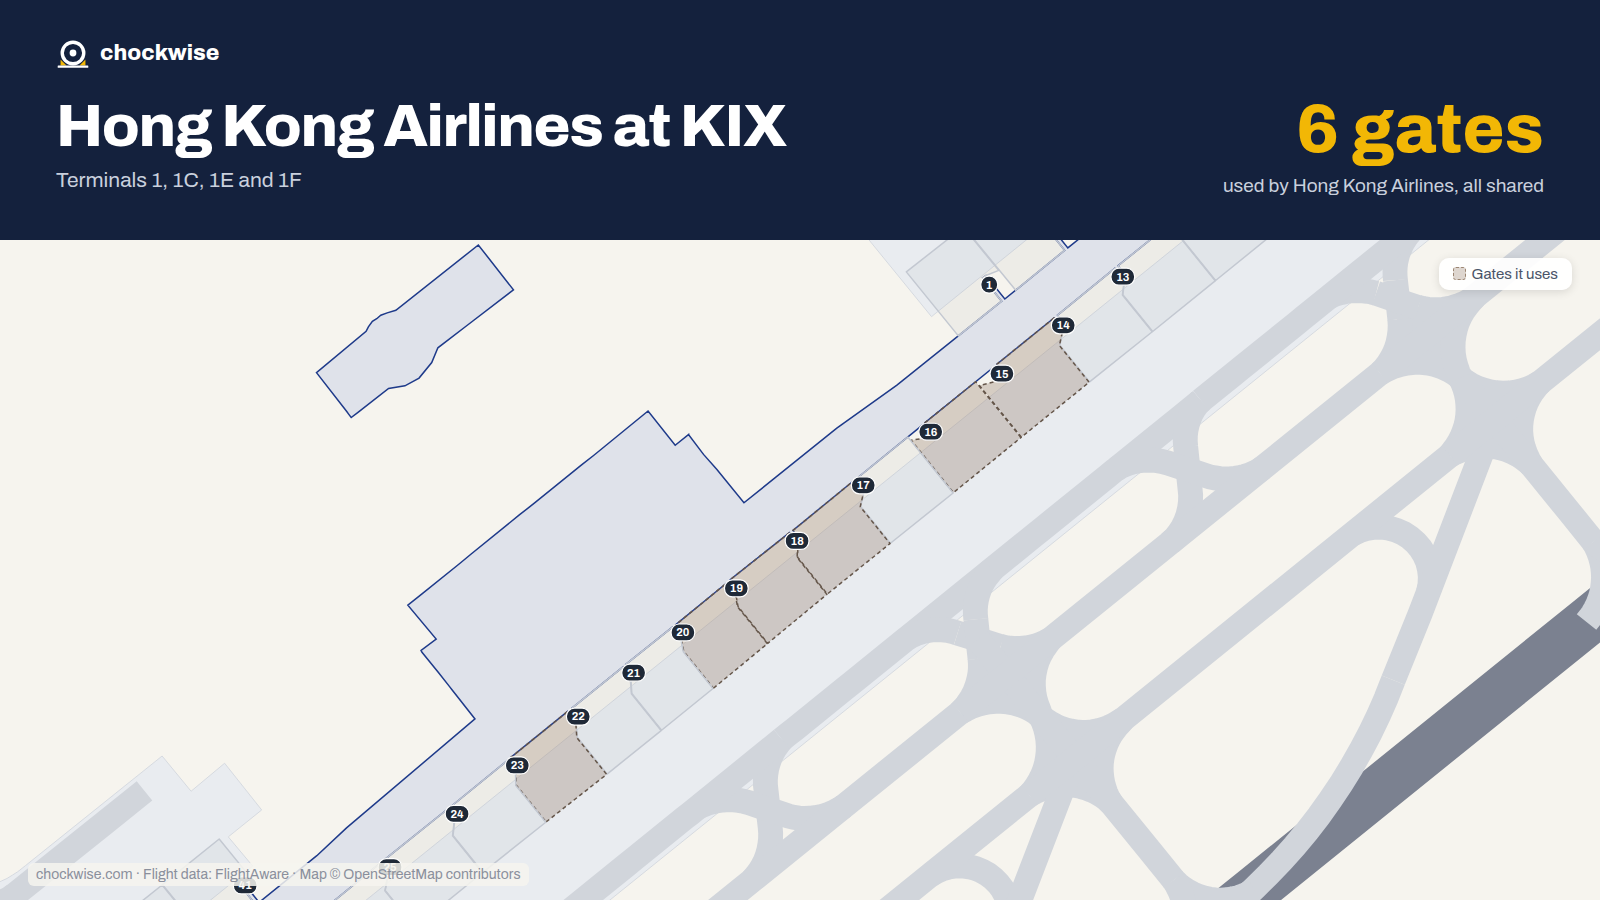 chockwise
Hong Kong Airlines at KIX
Terminals 1, 1C, 1E and 1F
6 gates
used by Hong Kong Airlines, all shared
Gates it uses
1
13
14
15
16
17
18
19
20
21
22
23
24
41
chockwise.com · Flight data: FlightAware · Map © OpenStreetMap contributors